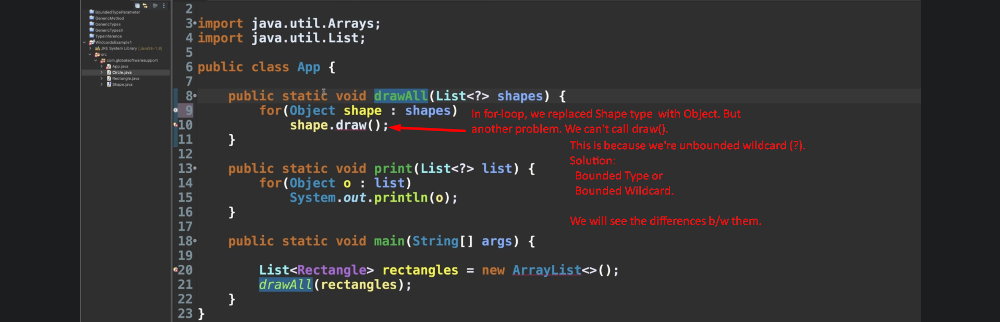 BoundedTypeParameter
GenericMethod
GenericTypes
GenericTypesII
TypeInference
WildcardsExample1
JRE System Library [JavaSE-1.8]
src
com.globalsoftwaresupport
App.java
Circle.java
Rectangle.java
Shape.java
2
3 import java.util.Arrays;
4 import java.util.List;
5
6 public class App {
7
8 public static void drawAll(List<?> shapes) {
9 for(Object shape : shapes)
10 shape.draw();
11 }
12
13 public static void print(List<?> list) {
14 for(Object o : list)
15 System.out.println(o);
16 }
17
18 public static void main(String[] args) {
19
20 List<Rectangle> rectangles = new ArrayList<>();
21 drawAll(rectangles);
22 }
23 }
In for-loop, we replaced Shape type with Object. But
another problem. We can't call draw().
This is because we're unbounded wildcard (?).
Solution:
Bounded Type or
Bounded Wildcard.
We will see the differences b/w them.